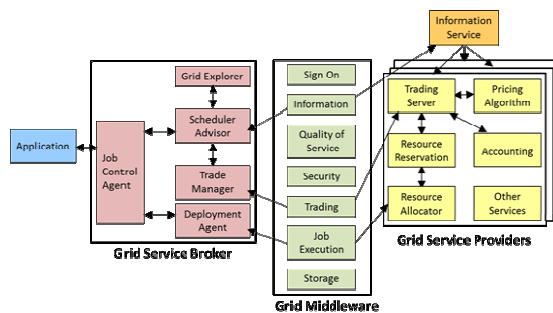 Information
Service
Application
Grid Explorer
Scheduler
Advisor
Job
Control
Agent
Trade
Manager
Deployment
Agent
Grid Service Broker
Sign On
Information
Quality of
Service
Security
Trading
Job
Execution
Storage
Grid Middleware
Trading
Server
Pricing
Algorithm
Resource
Reservation
Accounting
Resource
Allocator
Other
Services
Grid Service Providers